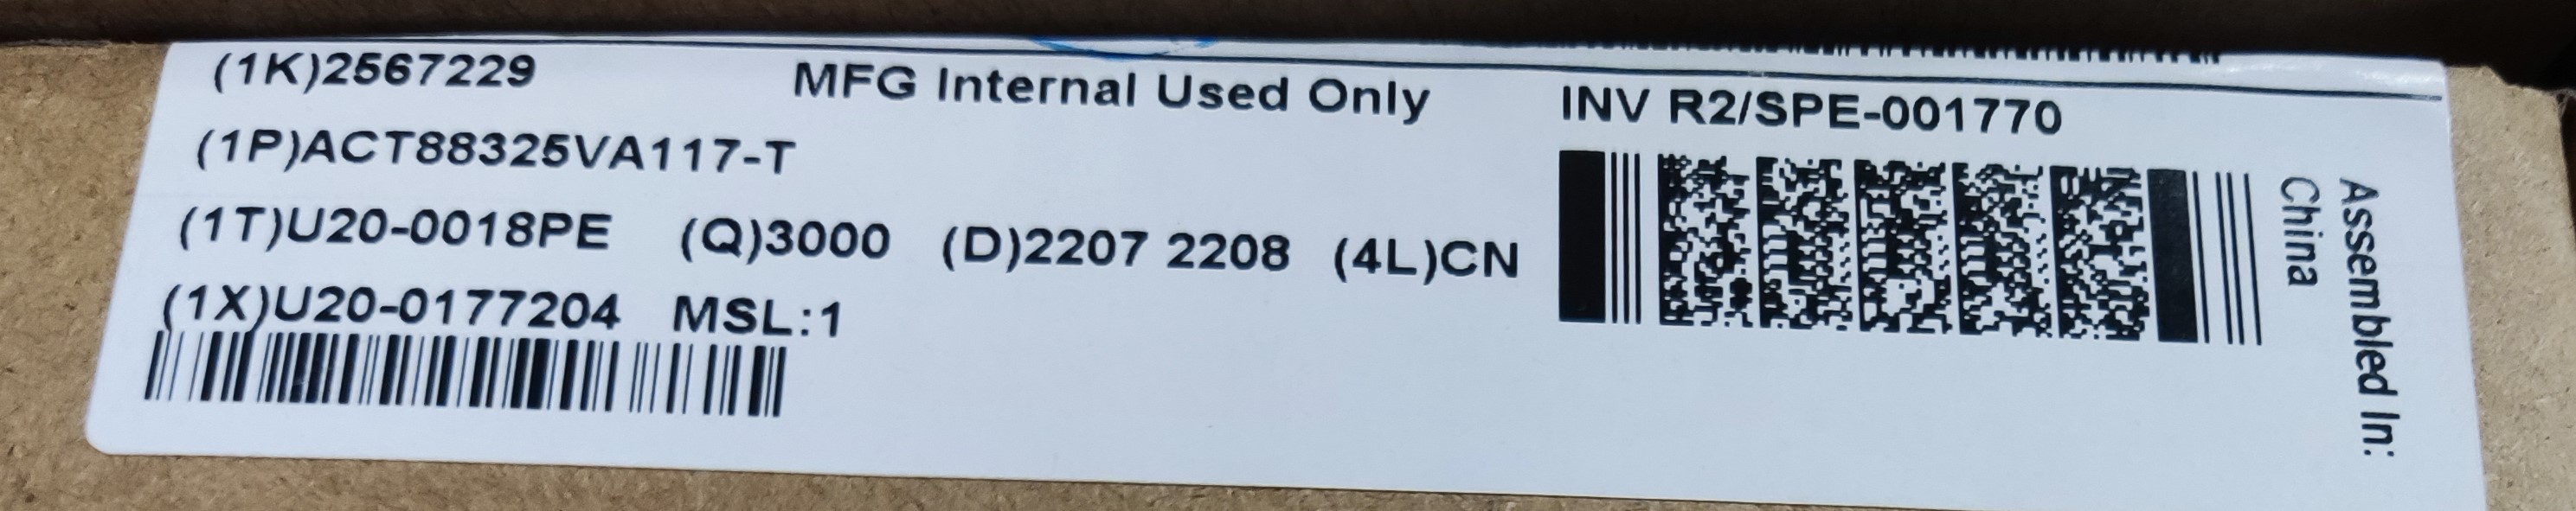 (1K)2567229
MFG Internal Used Only
INV R2/SPE-001770
(1P)ACT88325VA117-T
(1T)U20-0018PE (Q)3000 (D)2207 2208 (4L)CN
(1X)U20-0177204 MSL:1
Assembled In:
China